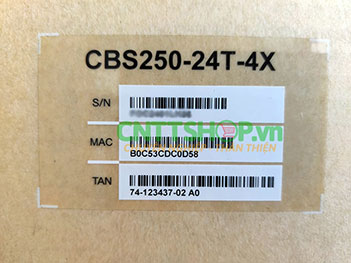 CBS250-24T-4X
S/N
CNTTSHOP.vn
MAC
B0C53CDC0D58
TAN
74-123437-02 A0